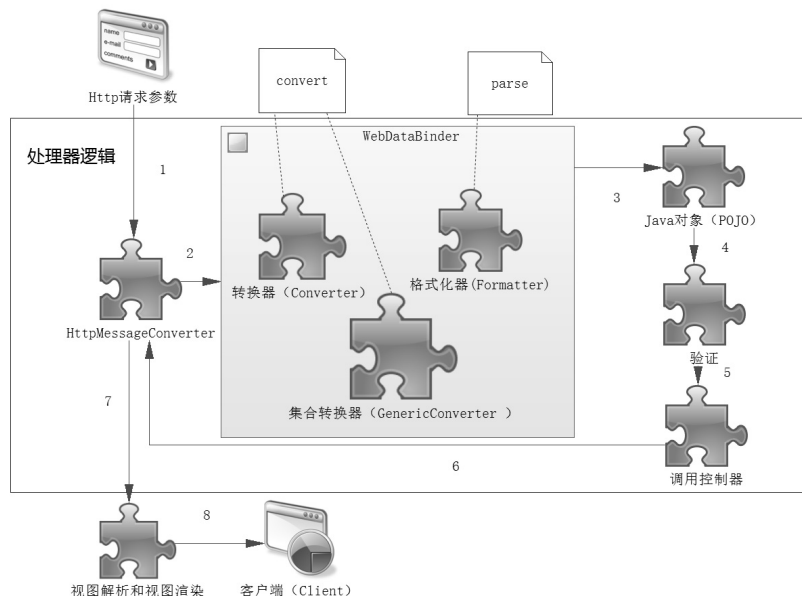 name
e-mail
comments
Http请求参数
convert
parse
处理器逻辑
WebDataBinder
1
2
3
Java对象（POJO）
4
转换器（Converter）
格式化器(Formatter)
HttpMessageConverter
验证
5
7
集合转换器（GenericConverter ）
6
调用控制器
8
视图解析和视图渲染
客户端（Client）